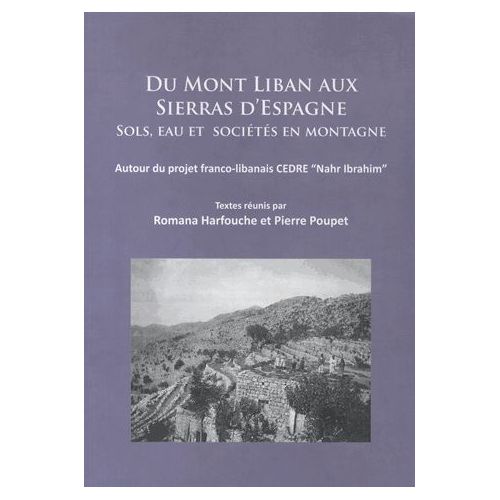 Du Mont Liban aux
Sierras d'Espagne
Sols, eau et sociétés en montagne
Autour du projet franco-libanais CEDRE "Nahr Ibrahim"
Textes réunis par
Romana Harfouche et Pierre Poupet